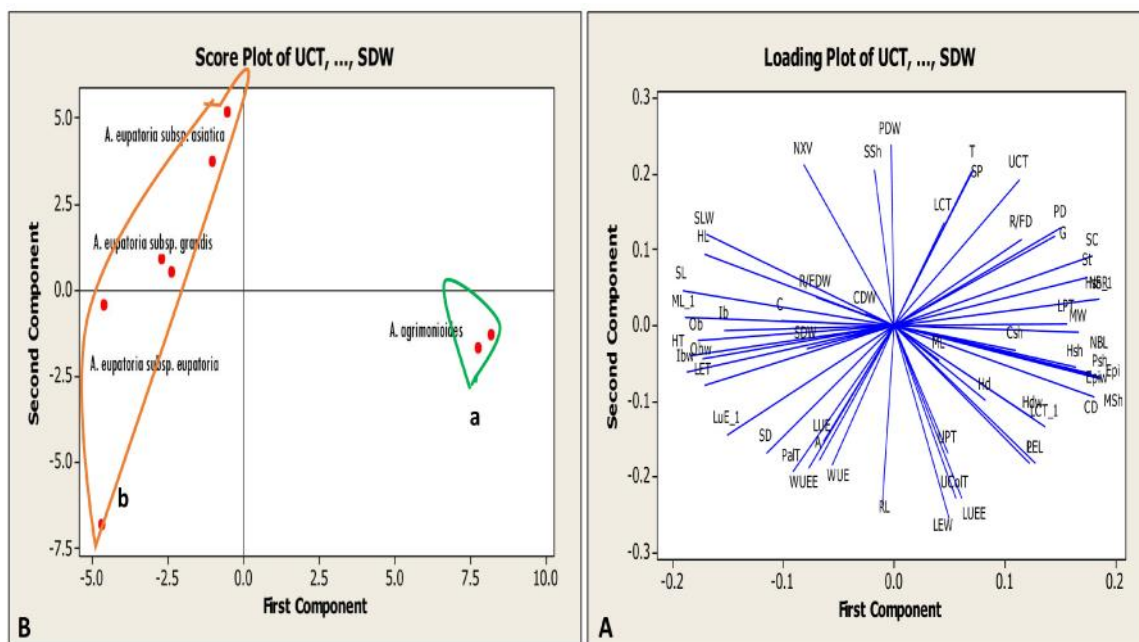 Score Plot of UCT, ..., SDW
Second Component
5.0
2.5
0.0
-2.5
-5.0
-7.5
A. eupatoria subsp. asiatica
A. eupatoria subsp. grandis
A. agrimonioides
A. eupatoria subsp. eupatoria
a
b
-5.0 -2.5 0.0 2.5 5.0 7.5 10.0
First Component
B
Loading Plot of UCT, ..., SDW
Second Component
0.3
0.2
0.1
0.0
-0.1
-0.2
-0.3
PDW
NXV SSh T UCT
SP
LCT R/FD PD
SLW G SC
HL St
SL R/FDW
ML_1 C CDW LPT
Ib MW
Ob SDW Csh NBL
HT ML Hsh
Ibw Psh Epi
LET Hd Epiw
Hdw CD MSh
LuE_1 LUE LCT_1
SD A
PalT WUE
WUEE UColT
RL LUEE
LEW
-0.2 -0.1 0.0 0.1 0.2
First Component
A